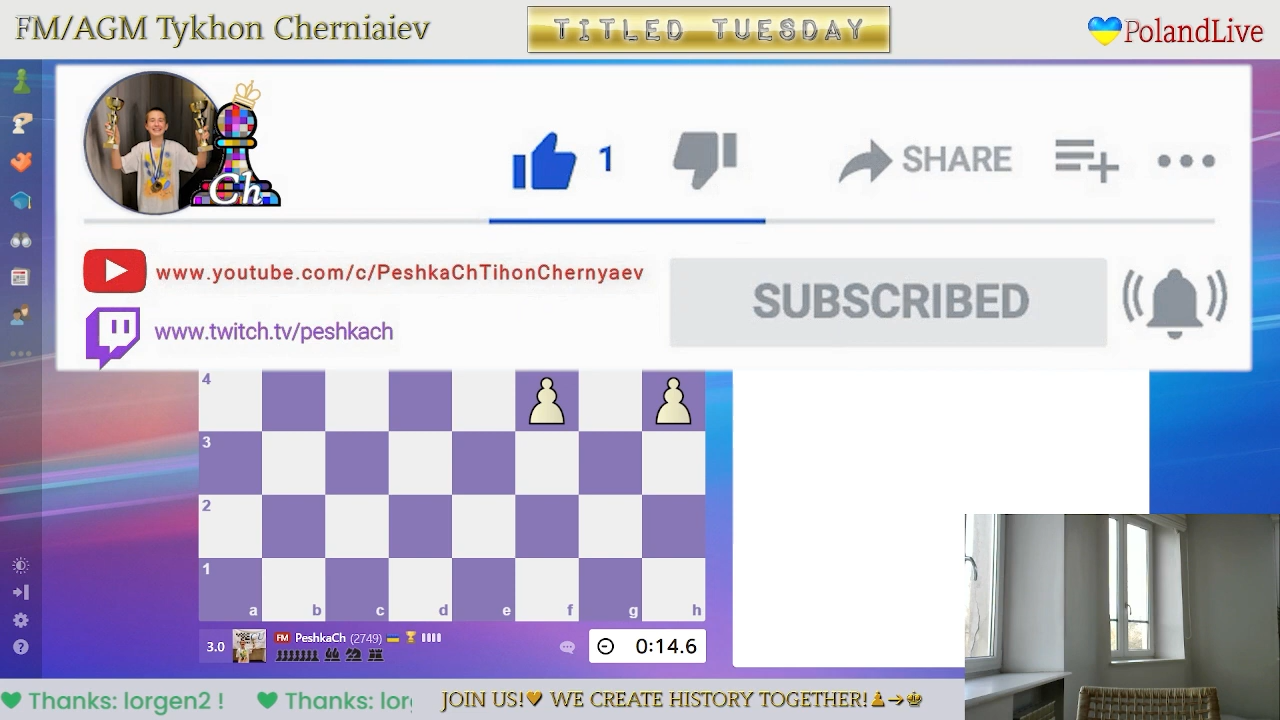 FM/AGM Tykhon Cherniaiev
TITLED TUESDAY
PolandLive
Ch
1
SHARE
www.youtube.com/c/PeshkaChTihonChernyaev
SUBSCRIBED
www.twitch.tv/peshkach
4
3
2
1
a b c d e f g h
3.0
FM PeshkaCh (2749)
0:14.6
Thanks: lorgen2 !
Thanks: lor
JOIN US! WE CREATE HISTORY TOGETHER!